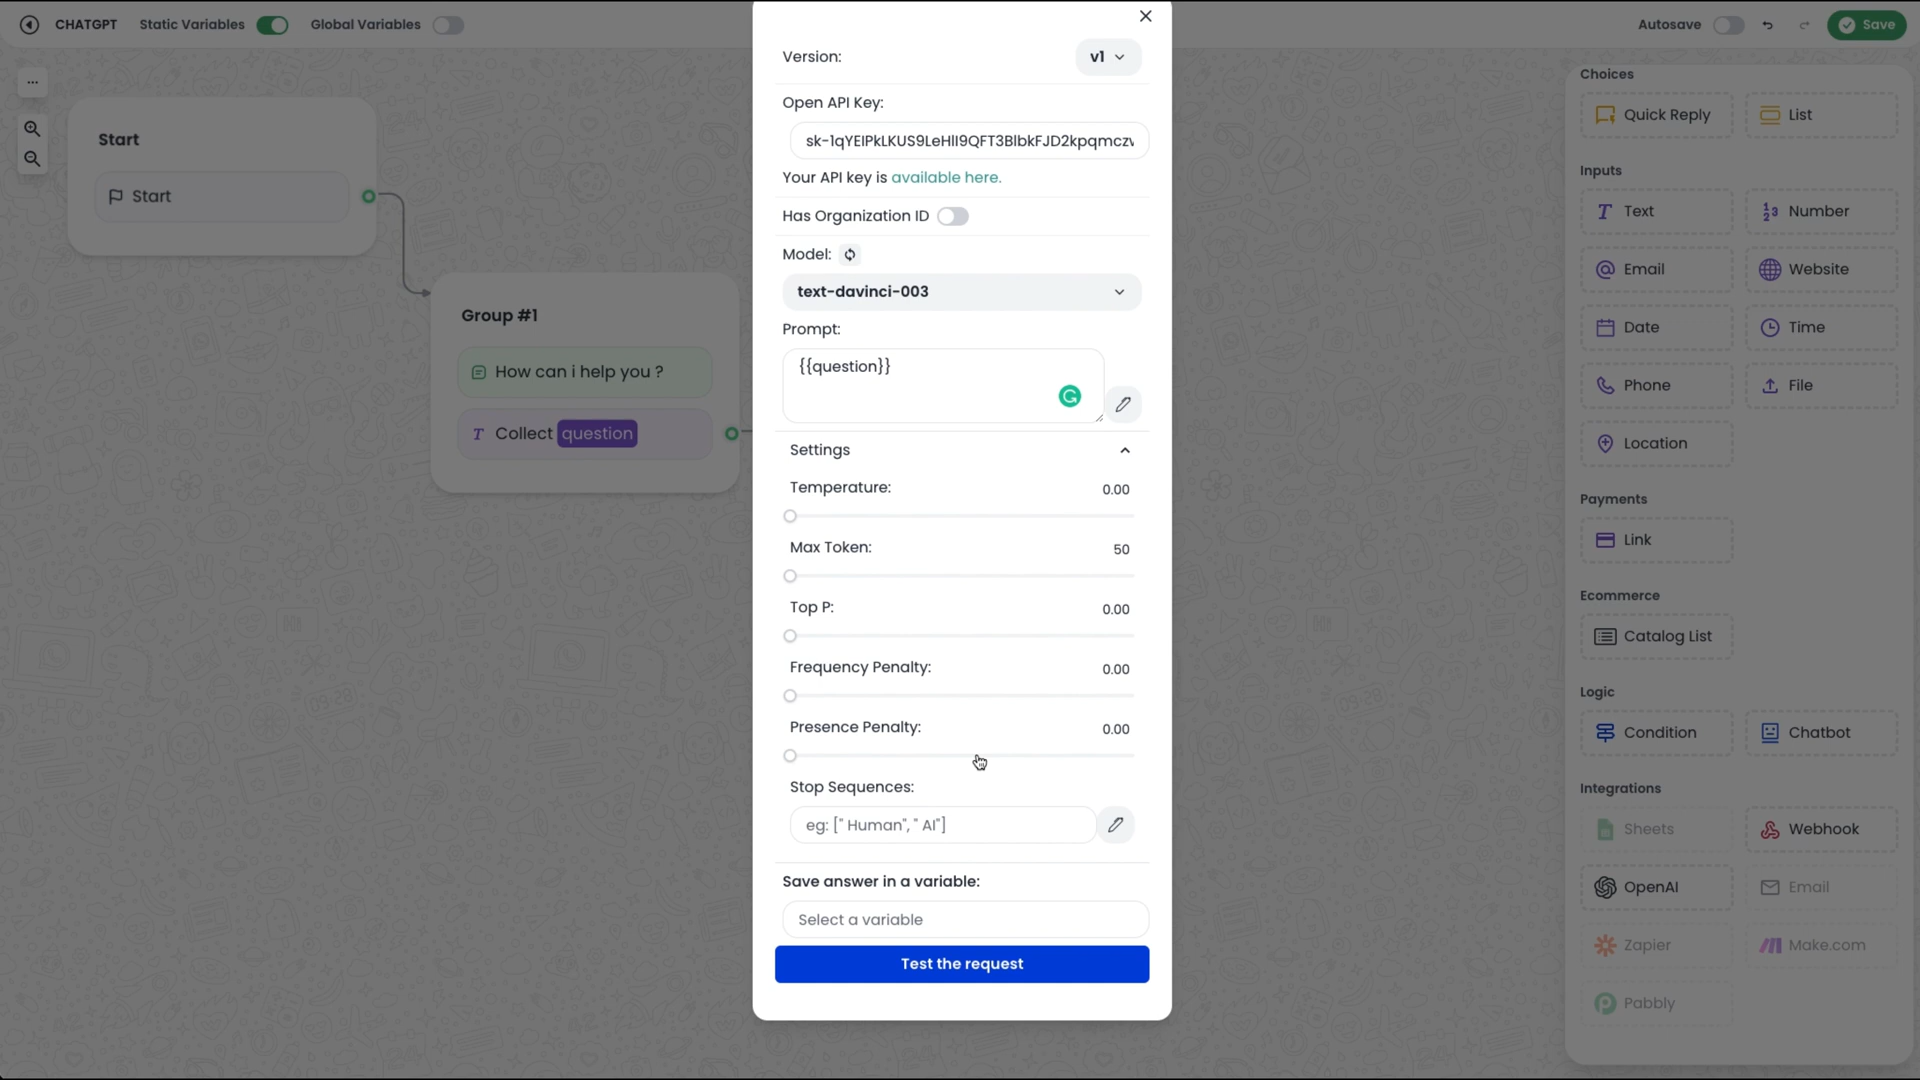 CHATGPT
Static Variables
Global Variables
Autosave
Save
...
Start
Start
Group #1
How can i help you ?
Collect question
Version:
v1
Open API Key:
Your API key is available here.
Has Organization ID
Model:
text-davinci-003
Prompt:
{{question}}
Settings
Temperature:
0.00
Max Token:
50
Top P:
0.00
Frequency Penalty:
0.00
Presence Penalty:
0.00
Stop Sequences:
eg: [" Human", " AI"]
Save answer in a variable:
Select a variable
Test the request
Choices
Quick Reply
List
Inputs
Text
Number
Email
Website
Date
Time
Phone
File
Location
Payments
Link
Ecommerce
Catalog List
Logic
Condition
Chatbot
Integrations
Sheets
Webhook
OpenAI
Email
Zapier
Make.com
Pabbly